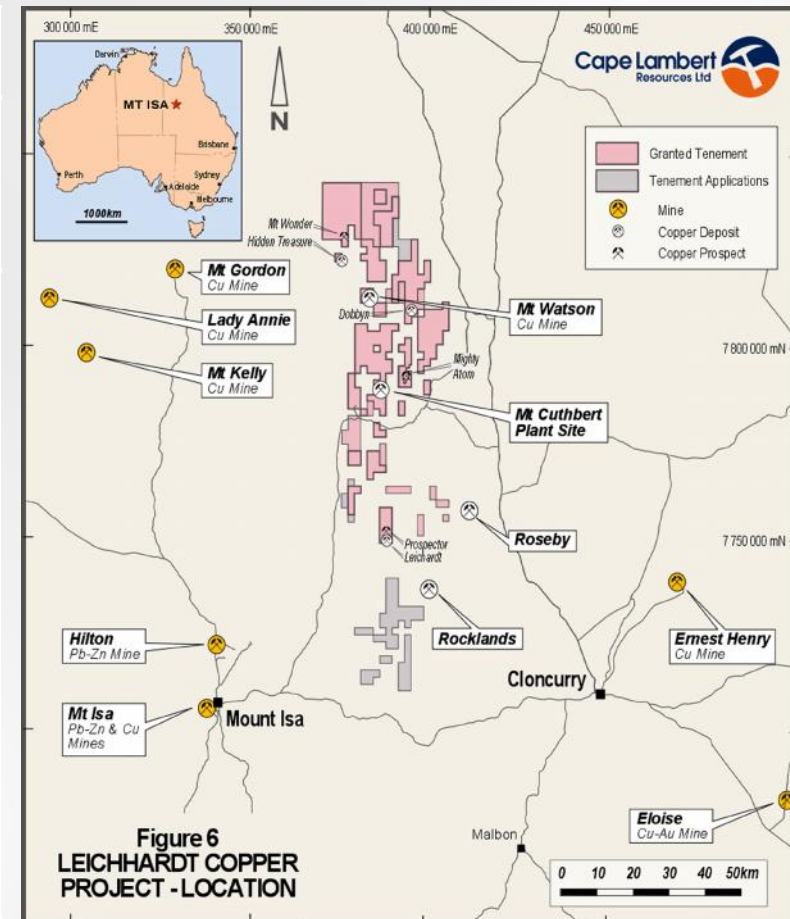 300 000 mE
350 000 mE
400 000 mE
450 000 mE
Darwin
MT ISA
Brisbane
Perth
Sydney
Adelaide
Melbourne
1000km
N
Cape Lambert
Resources Ltd
Granted Tenement
Tenement Applications
Mine
Copper Deposit
Copper Prospect
Mt Wonder
Hidden Treasure
Mt Gordon
Cu Mine
Lady Annie
Cu Mine
Mt Kelly
Cu Mine
Dobbyn
Mt Watson
Cu Mine
7 800 000 mN
Mighty
Atom
Mt Cuthbert
Plant Site
Roseby
7 750 000 mN
Prospector
Leichardt
Rocklands
Hilton
Pb-Zn Mine
Ernest Henry
Cu Mine
Cloncurry
Mt Isa
Pb-Zn & Cu
Mines
Mount Isa
Eloise
Cu-Au Mine
Malbon
Figure 6
LEICHHARDT COPPER
PROJECT - LOCATION
0 10 20 30 40 50km